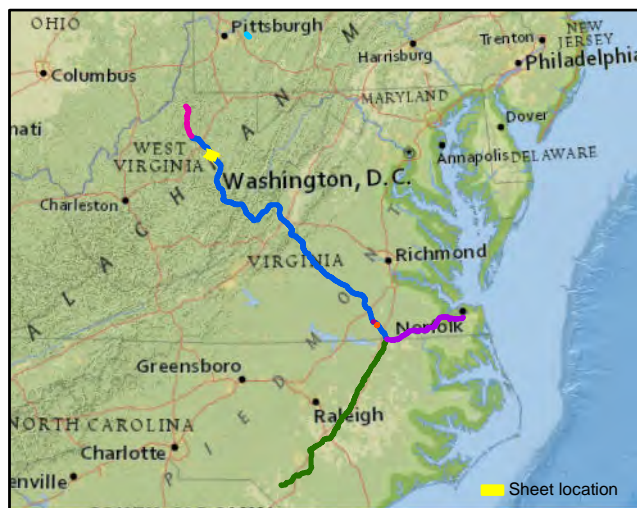 OHIO
Pittsburgh
M
NEW
JERSEY
Trenton
Harrisburg
Philadelphia
Columbus
N
MARYLAND
A
Dover
nati
WEST
VIRGINIA
Annapolis
DELAWARE
Washington, D.C.
Charleston
H
C
A
L
A
T
N
Richmond
VIRGINIA
O
M
Norfolk
D
Greensboro
E
I
Raleigh
P
NORTH CAROLINA
Charlotte
enville
Sheet location